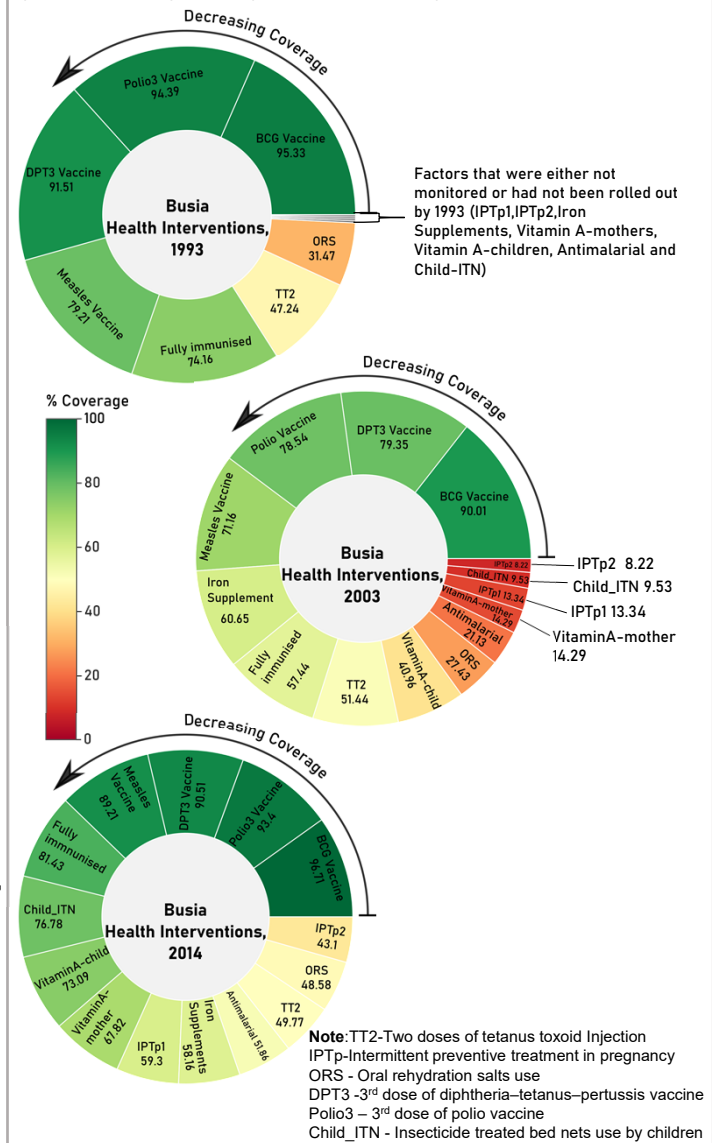 Decreasing Coverage
Polio3 Vaccine
94.39
BCG Vaccine
95.33
DPT3 Vaccine
91.51
Busia
Health Interventions,
1993
Measles Vaccine
79.21
Fully immunised
74.16
TT2
47.24
ORS
31.47
Factors that were either not
monitored or had not been rolled out
by 1993 (IPTp1,IPTp2,Iron
Supplements, Vitamin A-mothers,
Vitamin A-children, Antimalarial and
Child-ITN)
% Coverage
100
80
60
40
20
0
Decreasing Coverage
Polio Vaccine
78.54
DPT3 Vaccine
79.35
BCG Vaccine
90.01
Measles Vaccine
71.16
Busia
Health Interventions,
2003
Iron
Supplement
60.65
Fully
immunised
57.44
TT2
51.44
VitaminA-child
40.96
ORS
27.43
Antimalarial
21.13
VitaminA-mother
14.29
IPTp1 13.34
Child_ITN 9.53
IPTp2 8.22
IPTp2 8.22
Child_ITN 9.53
IPTp1 13.34
VitaminA-mother
14.29
Decreasing Coverage
Measles
Vaccine
89.21
DPT3 Vaccine
90.51
Polio3 Vaccine
93.4
BCG Vaccine
96.71
Fully
immnunised
81.43
Child_ITN
76.78
Busia
Health Interventions,
2014
VitaminA-child
73.09
VitaminA-
mother
67.82
IPTp1
59.3
Iron
Supplements
58.16
Antimalarial 51.86
TT2
49.77
ORS
48.58
IPTp2
43.1
Note:TT2-Two doses of tetanus toxoid Injection
IPTp-Intermittent preventive treatment in pregnancy
ORS - Oral rehydration salts use
DPT3 -3rd dose of diphtheria–tetanus–pertussis vaccine
Polio3 – 3rd dose of polio vaccine
Child_ITN - Insecticide treated bed nets use by children